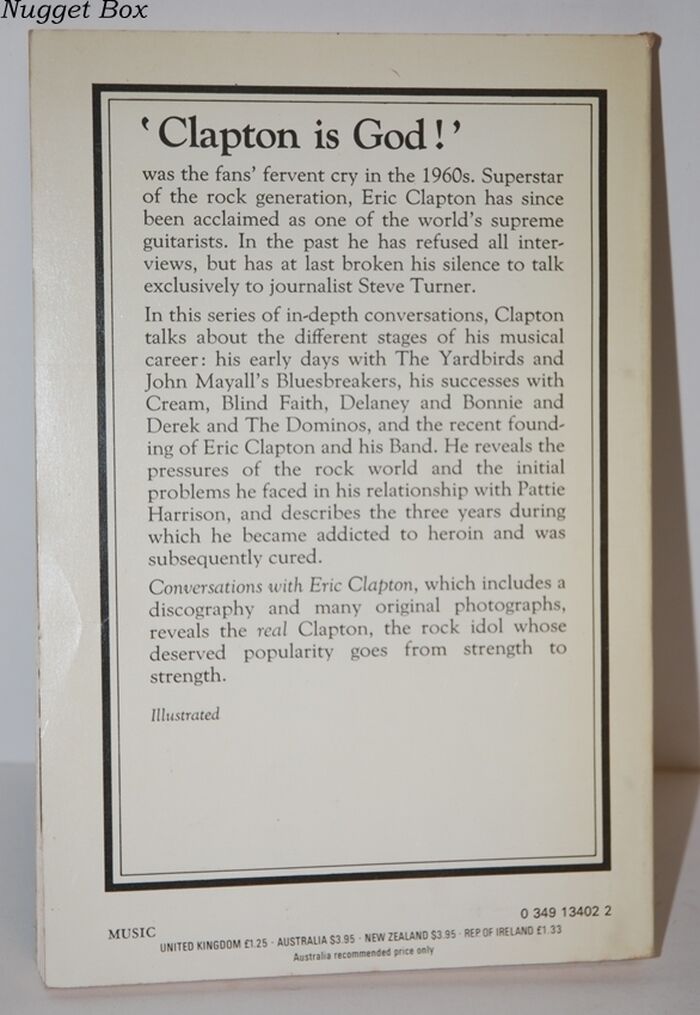 Nugget Box
‘Clapton is God!’
was the fans’ fervent cry in the 1960s. Superstar
of the rock generation, Eric Clapton has since
been acclaimed as one of the world’s supreme
guitarists. In the past he has refused all inter-
views, but has at last broken his silence to talk
exclusively to journalist Steve Turner.
In this series of in-depth conversations, Clapton
talks about the different stages of his musical
career: his early days with The Yardbirds and
John Mayall’s Bluesbreakers, his successes with
Cream, Blind Faith, Delaney and Bonnie and
Derek and The Dominos, and the recent found-
ing of Eric Clapton and his Band. He reveals the
pressures of the rock world and the initial
problems he faced in his relationship with Pattie
Harrison, and describes the three years during
which he became addicted to heroin and was
subsequently cured.
Conversations with Eric Clapton, which includes a
discography and many original photographs,
reveals the real Clapton, the rock idol whose
deserved popularity goes from strength to
strength.
Illustrated
0 349 13402 2
MUSIC
UNITED KINGDOM £1.25 · AUSTRALIA $3.95 · NEW ZEALAND $3.95 · REP OF IRELAND £1.33
Australia recommended price only